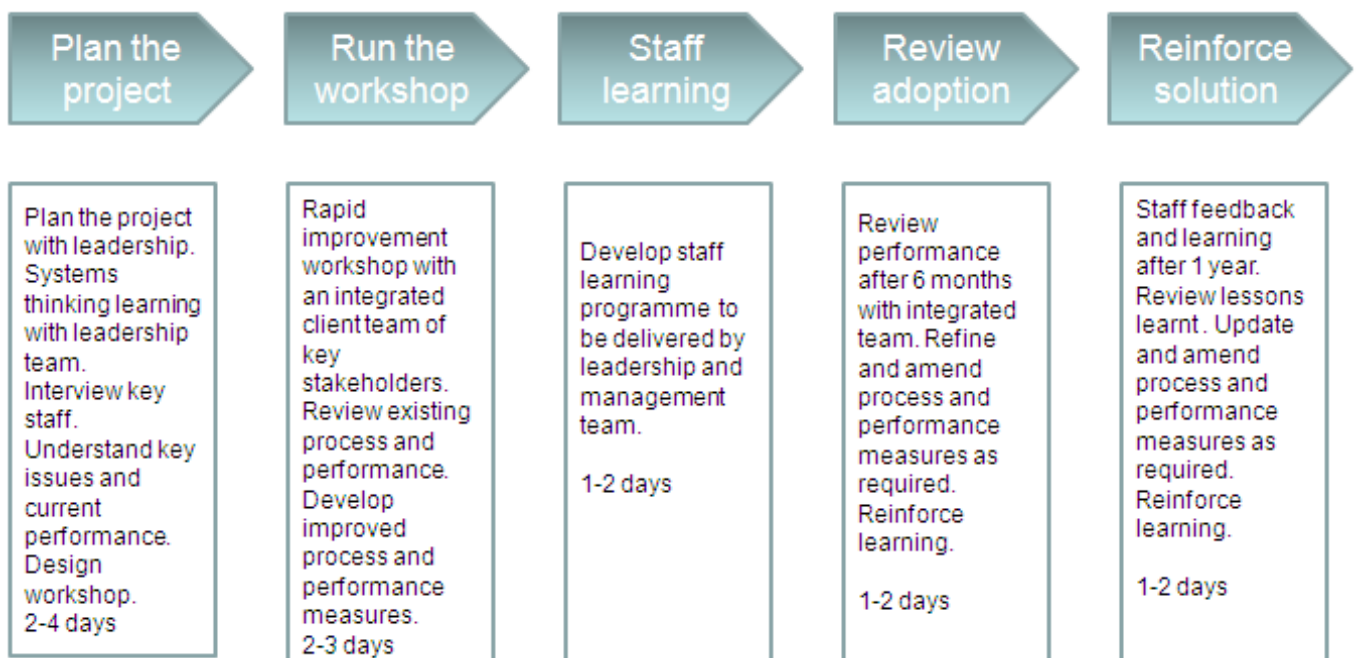 Plan the
project
Run the
workshop
Staff
learning
Review
adoption
Reinforce
solution
Plan the project
with leadership.
Systems
thinking learning
with leadership
team.
Interview key
staff.
Understand key
issues and
current
performance.
Design
workshop.
2-4 days
Rapid
improvement
workshop with
an integrated
client team of
key
stakeholders.
Review existing
process and
performance.
Develop
improved
process and
performance
measures.
2-3 days
Develop staff
learning
programme to
be delivered by
leadership and
management
team.
1-2 days
Review
performance
after 6 months
with integrated
team. Refine
and amend
process and
performance
measures as
required.
Reinforce
learning.
1-2 days
Staff feedback
and learning
after 1 year.
Review lessons
learnt . Update
and amend
process and
performance
measures as
required.
Reinforce
learning.
1-2 days